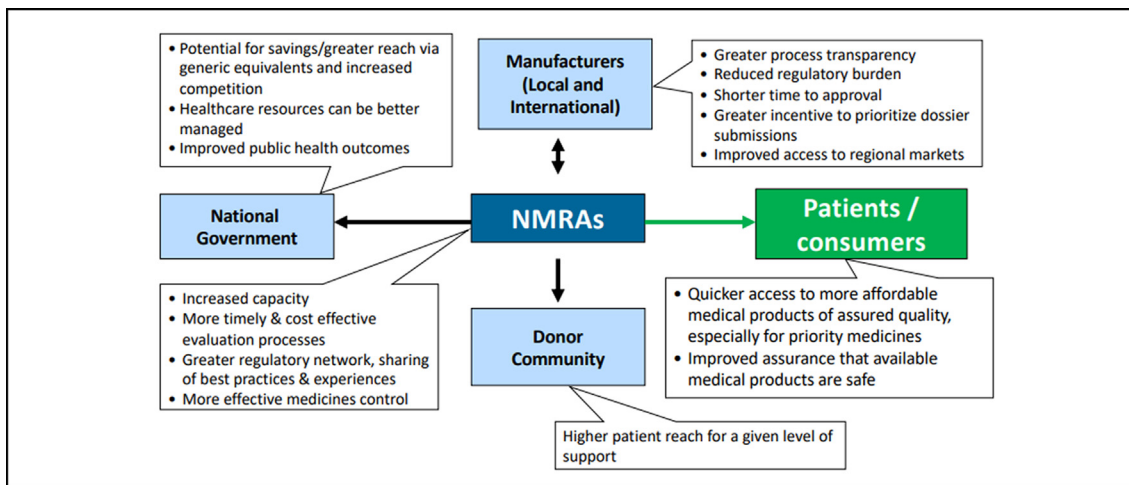 • Potential for savings/greater reach via
generic equivalents and increased
competition
• Healthcare resources can be better
managed
• Improved public health outcomes
Manufacturers
(Local and
International)
• Greater process transparency
• Reduced regulatory burden
• Shorter time to approval
• Greater incentive to prioritize dossier
submissions
• Improved access to regional markets
National
Government
NMRAs
Patients /
consumers
• Increased capacity
• More timely & cost effective
evaluation processes
• Greater regulatory network, sharing
of best practices & experiences
• More effective medicines control
Donor
Community
• Quicker access to more affordable
medical products of assured quality,
especially for priority medicines
• Improved assurance that available
medical products are safe
Higher patient reach for a given level of
support